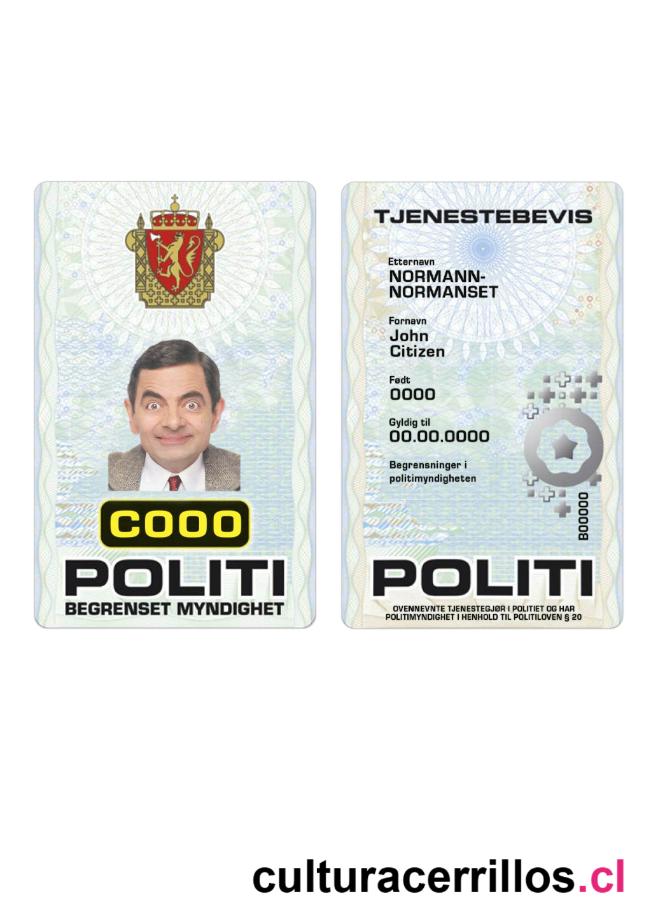 COOO
POLITI
BEGRENSET MYNDIGHET
TJENESTEBEVIS
Etternavn
NORMANN-
NORMANSET
Fornavn
John
Citizen
Født
0000
Gyldig til
00.00.0000
Begrensninger i
politimyndigheten
B00000
POLITI
OVENNEVNTE TJENESTEGJØR I POLITIET OG HAR
POLITIMYNDIGHET I HENHOLD TIL POLITILOVEN § 20
culturacerrillos.cl